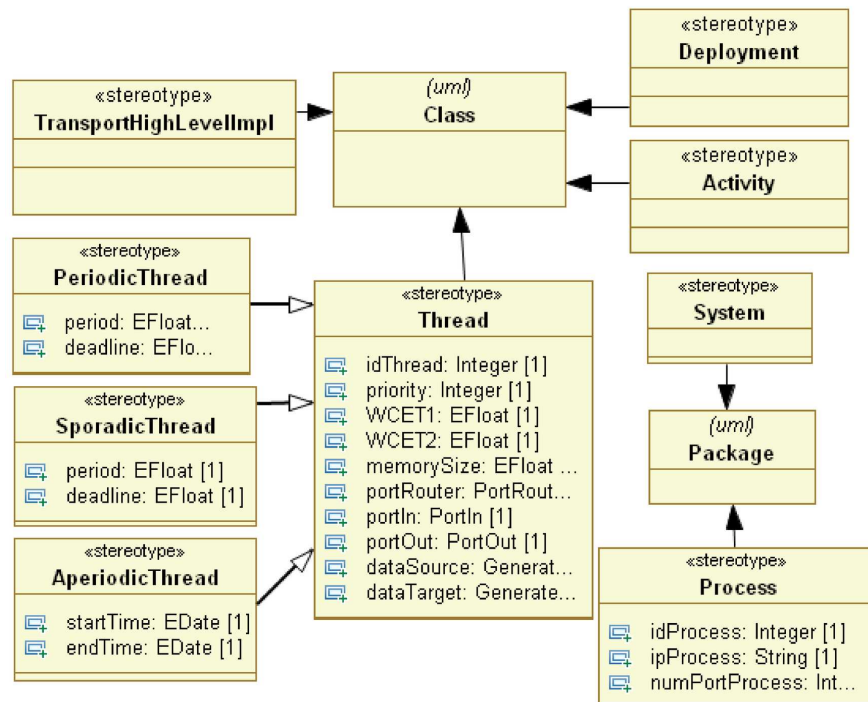 «stereotype»
Deployment
«stereotype»
TransportHighLevelImpl
(uml)
Class
«stereotype»
Activity
«stereotype»
PeriodicThread
period: EFloat...
deadline: EFlo...
«stereotype»
SporadicThread
period: EFloat [1]
deadline: EFloat [1]
«stereotype»
AperiodicThread
startTime: EDate [1]
endTime: EDate [1]
«stereotype»
Thread
idThread: Integer [1]
priority: Integer [1]
WCET1: EFloat [1]
WCET2: EFloat [1]
memorySize: EFloat ...
portRouter: PortRout...
portIn: PortIn [1]
portOut: PortOut [1]
dataSource: Generat...
dataTarget: Generate...
«stereotype»
System
(uml)
Package
«stereotype»
Process
idProcess: Integer [1]
ipProcess: String [1]
numPortProcess: Int...